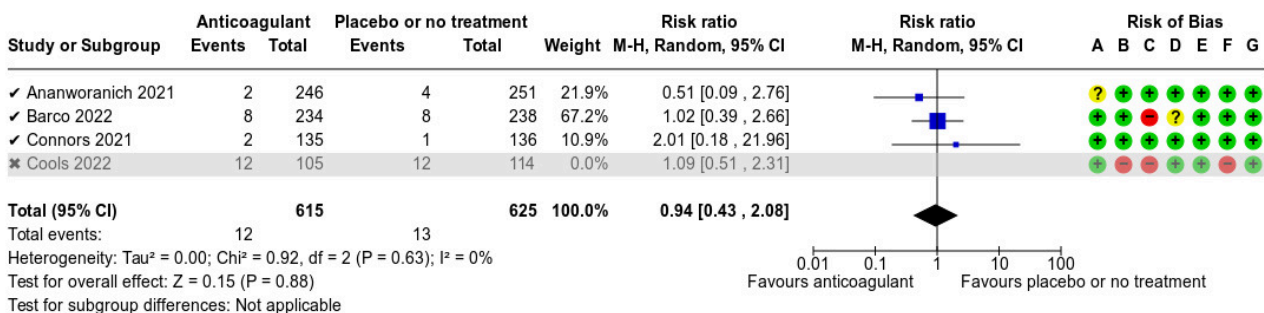 Anticoagulant Placebo or no treatment Risk ratio Risk ratio Risk of Bias
Study or Subgroup Events Total Events Total Weight M-H, Random, 95% CI M-H, Random, 95% CI A B C D E F G
✔ Ananworanich 2021 2 246 4 251 21.9% 0.51 [0.09 , 2.76] ? + + + + + +
✔ Barco 2022 8 234 8 238 67.2% 1.02 [0.39 , 2.66] + + − ? + + +
✔ Connors 2021 2 135 1 136 10.9% 2.01 [0.18 , 21.96] + + + + + + +
✖ Cools 2022 12 105 12 114 0.0% 1.09 [0.51 , 2.31] + − − + + − +
Total (95% CI) 615 625 100.0% 0.94 [0.43 , 2.08]
Total events: 12 13
Heterogeneity: Tau² = 0.00; Chi² = 0.92, df = 2 (P = 0.63); I² = 0%
0.01 0.1 1 10 100
Test for overall effect: Z = 0.15 (P = 0.88)
Favours anticoagulant Favours placebo or no treatment
Test for subgroup differences: Not applicable